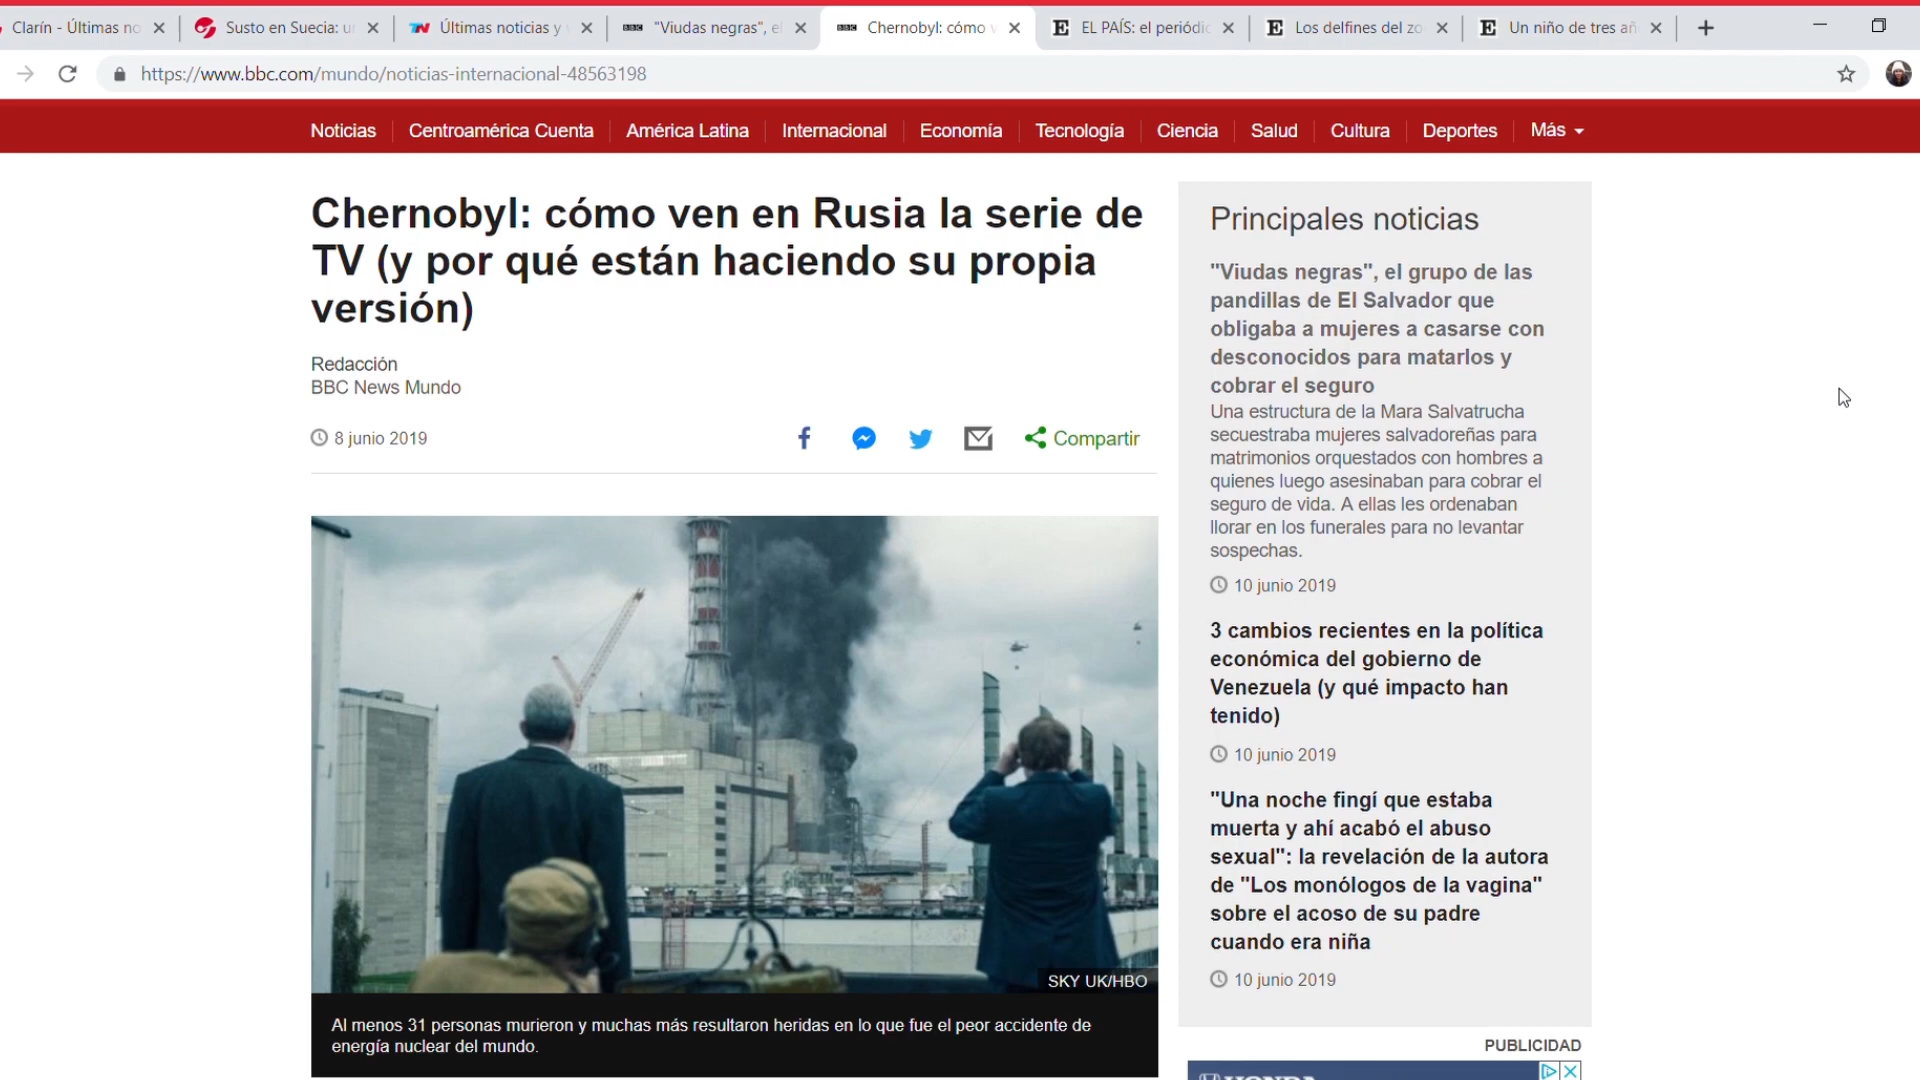 Clarín - Últimas no
Susto en Suecia: u
Últimas noticias y
"Viudas negras", e
Chernobyl: cómo v
EL PAÍS: el periódic
Los delfines del zo
Un niño de tres añ
https://www.bbc.com/mundo/noticias-internacional-48563198
Noticias
Centroamérica Cuenta
América Latina
Internacional
Economía
Tecnología
Ciencia
Salud
Cultura
Deportes
Más
Chernobyl: cómo ven en Rusia la serie de
TV (y por qué están haciendo su propia
versión)
Redacción
BBC News Mundo
8 junio 2019
Compartir
SKY UK/HBO
Al menos 31 personas murieron y muchas más resultaron heridas en lo que fue el peor accidente de
energía nuclear del mundo.
Principales noticias
"Viudas negras", el grupo de las
pandillas de El Salvador que
obligaba a mujeres a casarse con
desconocidos para matarlos y
cobrar el seguro
Una estructura de la Mara Salvatrucha
secuestraba mujeres salvadoreñas para
matrimonios orquestados con hombres a
quienes luego asesinaban para cobrar el
seguro de vida. A ellas les ordenaban
llorar en los funerales para no levantar
sospechas.
10 junio 2019
3 cambios recientes en la política
económica del gobierno de
Venezuela (y qué impacto han
tenido)
10 junio 2019
"Una noche fingí que estaba
muerta y ahí acabó el abuso
sexual": la revelación de la autora
de "Los monólogos de la vagina"
sobre el acoso de su padre
cuando era niña
10 junio 2019
PUBLICIDAD
HONDA